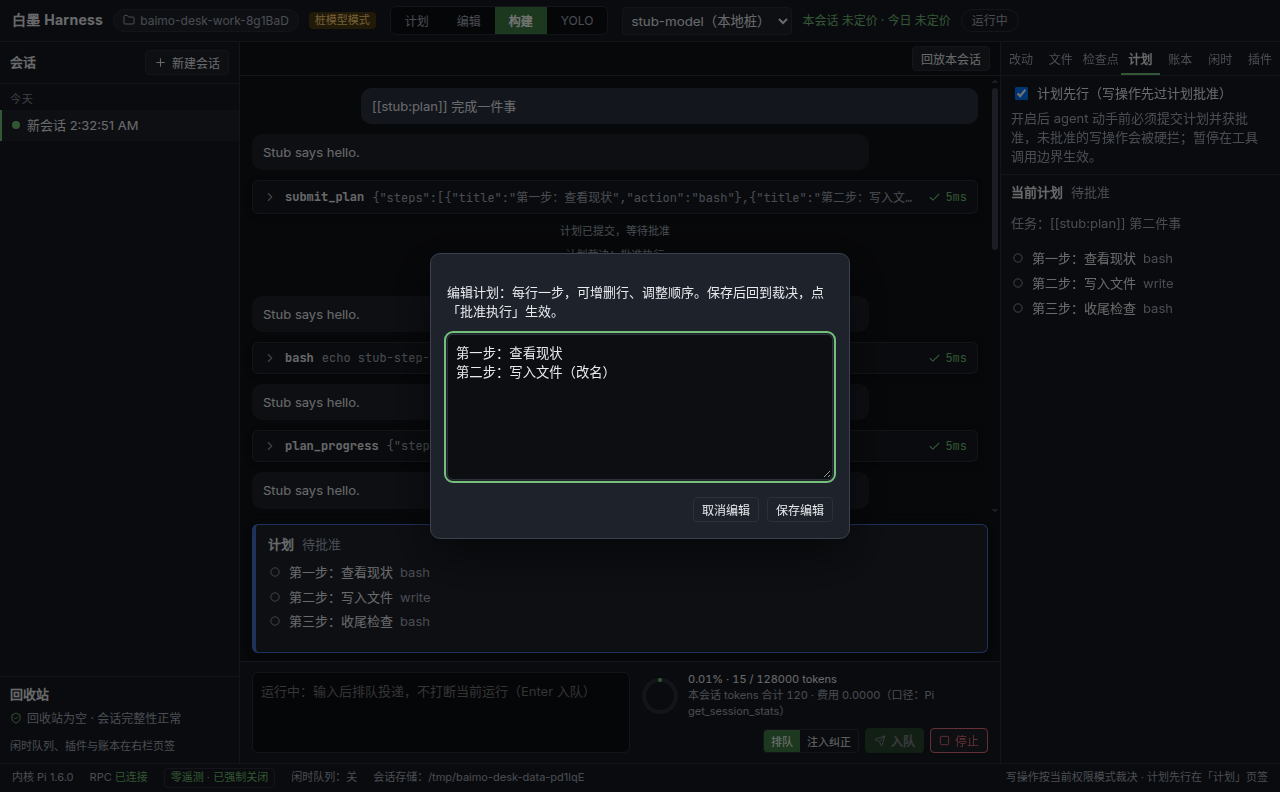 白墨 Harness
baimo-desk-work-8g1BaD
桩模型模式
计划
编辑
构建
YOLO
stub-model（本地桩）
本会话 未定价 · 今日 未定价
运行中
会话
新建会话
今天
新会话 2:32:51 AM
回放本会话
[[stub:plan]] 完成一件事
Stub says hello.
submit_plan {"steps":[{"title":"第一步：查看现状","action":"bash"},{"title":"第二步：写入文… 5ms
计划已提交，等待批准
计划裁决：批准执行
Stub says hello.
bash echo stub-step- 5ms
Stub says hello.
plan_progress {"step 5ms
Stub says hello.
编辑计划：每行一步，可增删行、调整顺序。保存后回到裁决，点
「批准执行」生效。
第一步：查看现状
第二步：写入文件（改名）
取消编辑
保存编辑
计划 待批准
第一步：查看现状 bash
第二步：写入文件 write
第三步：收尾检查 bash
运行中：输入后排队投递，不打断当前运行（Enter 入队）
0.01% · 15 / 128000 tokens
本会话 tokens 合计 120 · 费用 0.0000（口径：Pi
get_session_stats）
排队
注入纠正
入队
停止
改动
文件
检查点
计划
账本
闲时
插件
计划先行（写操作先过计划批准）
开启后 agent 动手前必须提交计划并获批
准，未批准的写操作会被硬拦；暂停在工具
调用边界生效。
当前计划 待批准
任务：[[stub:plan]] 第二件事
第一步：查看现状 bash
第二步：写入文件 write
第三步：收尾检查 bash
回收站
回收站为空 · 会话完整性正常
闲时队列、插件与账本在右栏页签
内核 Pi 1.6.0
RPC 已连接
零遥测 · 已强制关闭
闲时队列：关
会话存储：/tmp/baimo-desk-data-pd1lqE
写操作按当前权限模式裁决 · 计划先行在「计划」页签